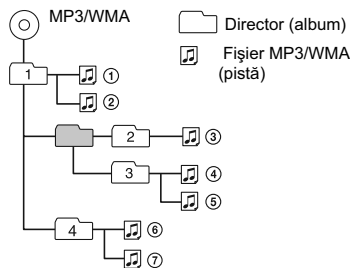 MP3/WMA
Director (album)
Fişier MP3/WMA
(pistă)
1
①
②
2
③
3
④
⑤
4
⑥
⑦